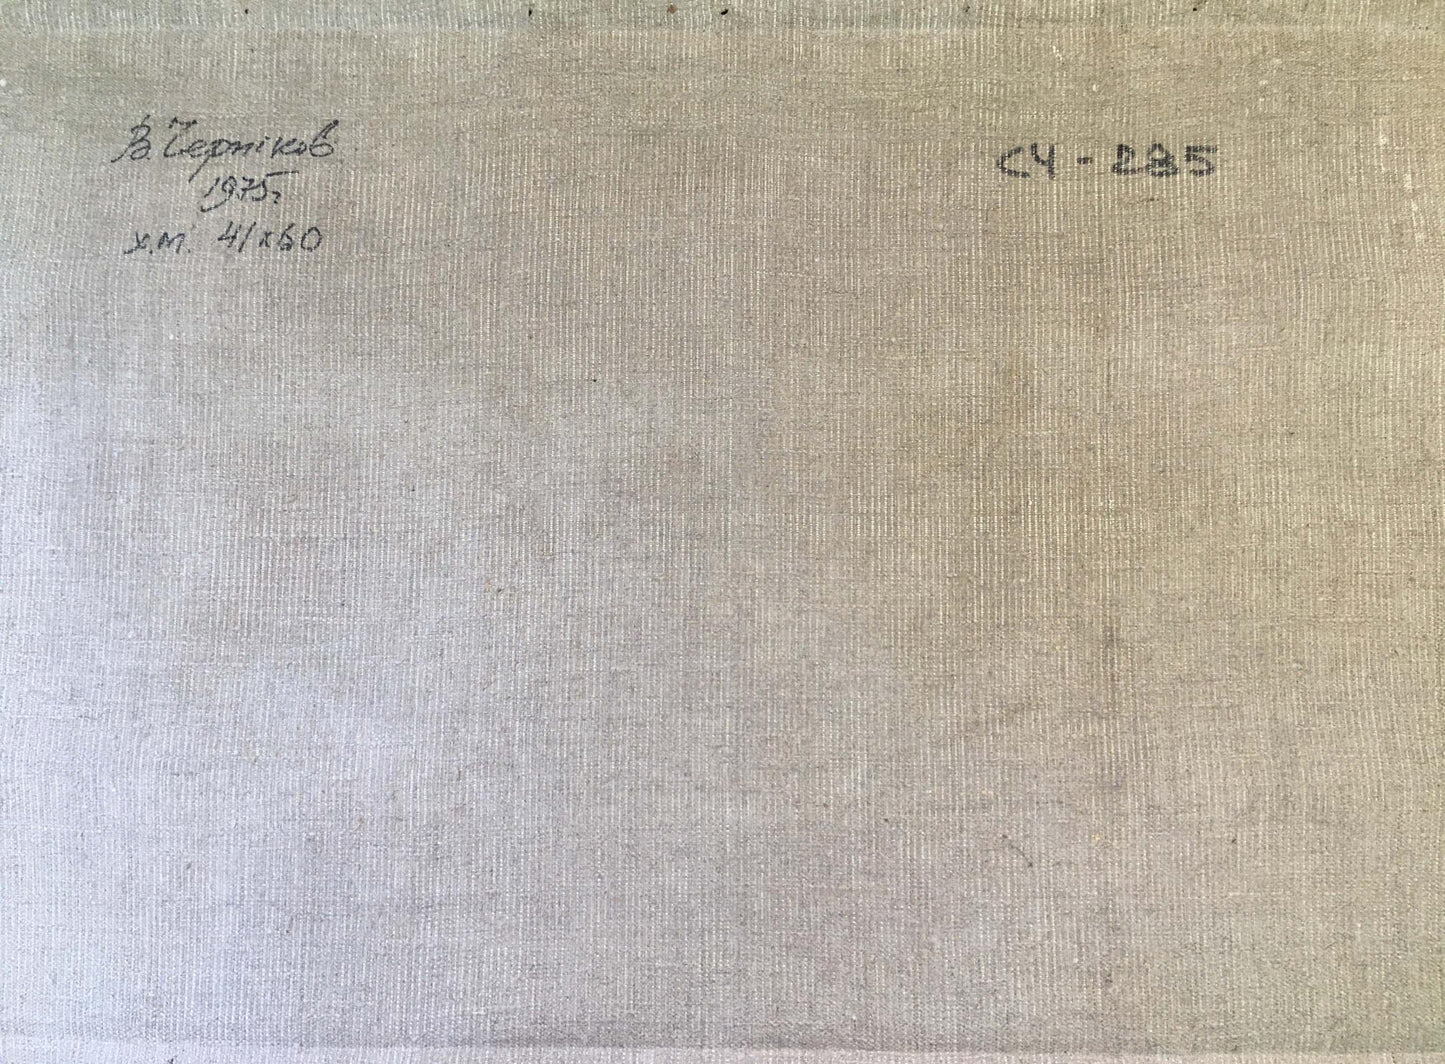 В. Черніков
1975г
х.м. 41х60
СЧ - 285